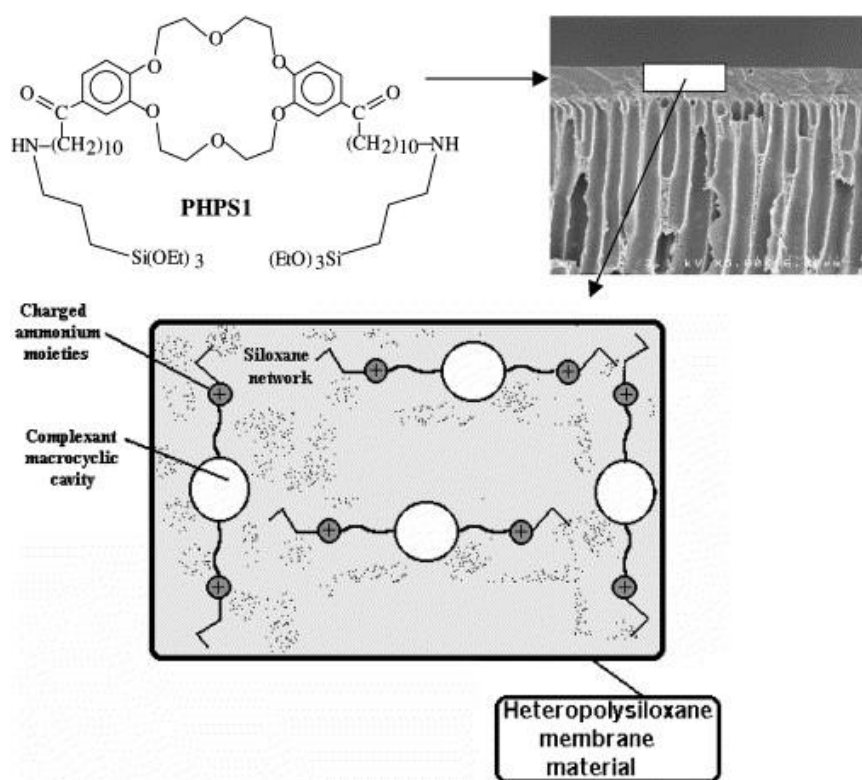 O
O
O
O
O
O
O
O
HN
(CH2)10
(CH2)10
NH
PHPS1
Si(OEt) 3
(EtO) 3Si
Charged
ammonium
moieties
Siloxane
network
Complexant
macrocyclic
cavity
+
+
+
+
+
+
+
+
Heteropolysiloxane
membrane
material